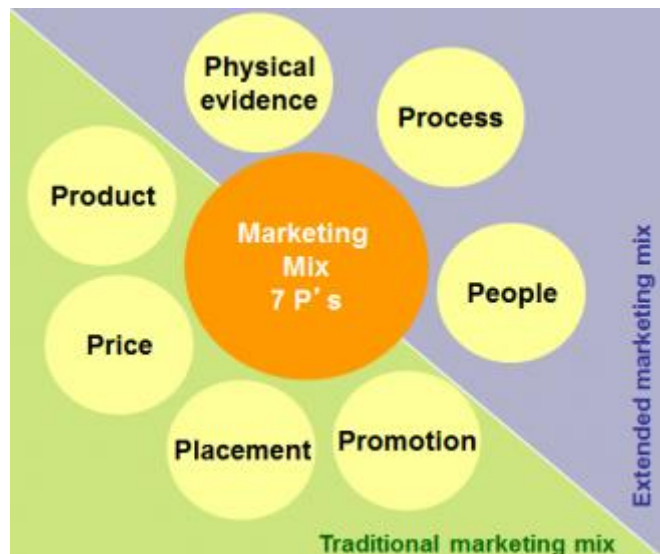 Physical
evidence
Process
Product
Marketing
Mix
7 P’ s
People
Price
Placement
Promotion
Extended marketing mix
Traditional marketing mix